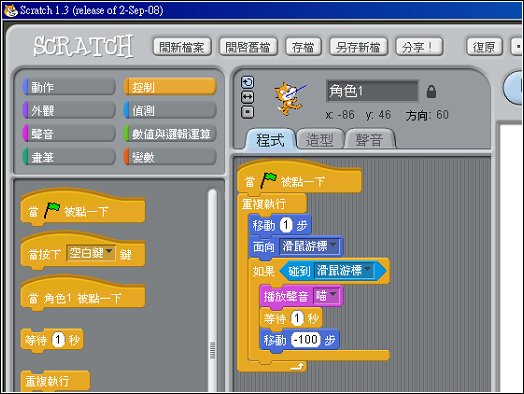 Scratch 1.3 (release of 2-Sep-08)
SCRATCH 開新檔案 開啓舊檔 存檔 另存新檔 分享！ 復原
動作 控制
外觀 偵測
聲音 數值與邏輯運算
畫筆 變數
角色1
x: -86 y: 46 方向: 60
程式 造型 聲音
當 被點一下
當按下 空白鍵 鍵
當 角色1 被點一下
等待 1 秒
重複執行
當 被點一下
重複執行
移動 1 步
面向 滑鼠游標
如果 碰到 滑鼠游標
播放聲音 喵
等待 1 秒
移動 -100 步